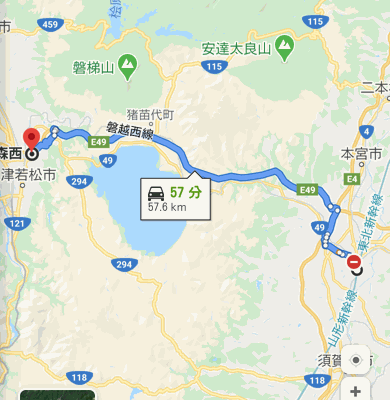 459
桧原
115
安達太良山
磐梯山
115
二本
猪苗代町
磐越西線
E49
4
本宮市
森西
49
津若松市
294
57 分
57.6 km
E49
E4
121
49
東北新幹線
294
山形新幹線
118
須賀
118